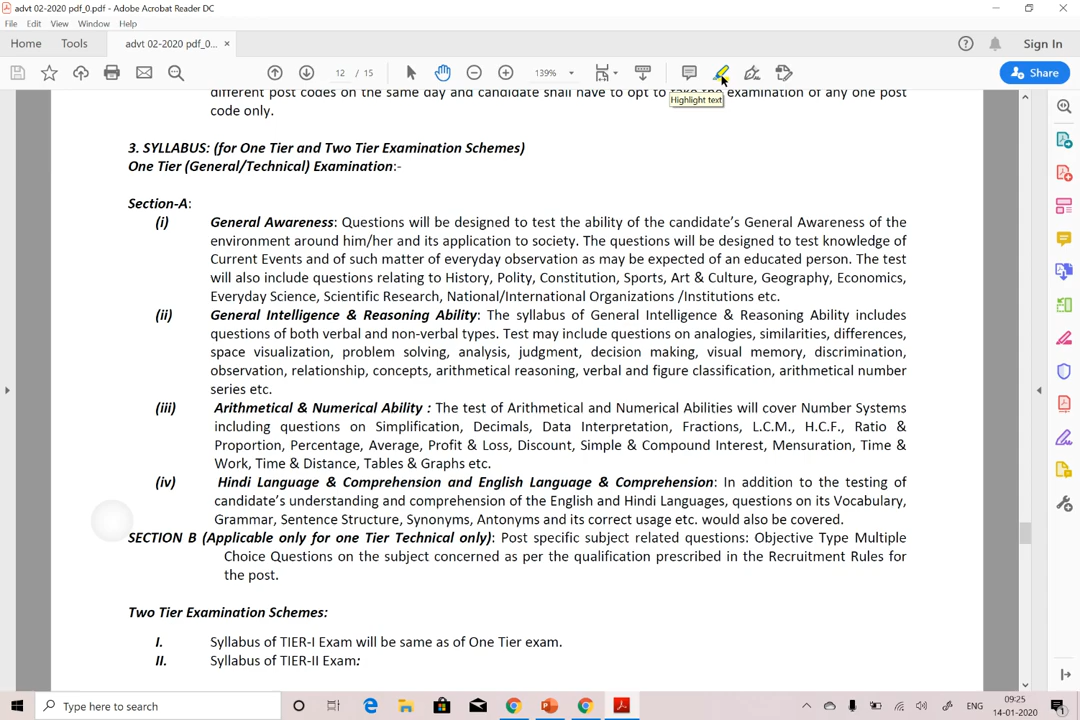 advt 02-2020 pdf_0.pdf - Adobe Acrobat Reader DC
File Edit View Window Help
Home Tools advt 02-2020 pdf_0... × Sign In
12 / 15 139% Share
Highlight text
different post codes on the same day and candidate shall have to opt to take the examination of any one post
code only.
3. SYLLABUS: (for One Tier and Two Tier Examination Schemes)
One Tier (General/Technical) Examination:-
Section-A:
(i) General Awareness: Questions will be designed to test the ability of the candidate's General Awareness of the
environment around him/her and its application to society. The questions will be designed to test knowledge of
Current Events and of such matter of everyday observation as may be expected of an educated person. The test
will also include questions relating to History, Polity, Constitution, Sports, Art & Culture, Geography, Economics,
Everyday Science, Scientific Research, National/International Organizations /Institutions etc.
(ii) General Intelligence & Reasoning Ability: The syllabus of General Intelligence & Reasoning Ability includes
questions of both verbal and non-verbal types. Test may include questions on analogies, similarities, differences,
space visualization, problem solving, analysis, judgment, decision making, visual memory, discrimination,
observation, relationship, concepts, arithmetical reasoning, verbal and figure classification, arithmetical number
series etc.
(iii) Arithmetical & Numerical Ability : The test of Arithmetical and Numerical Abilities will cover Number Systems
including questions on Simplification, Decimals, Data Interpretation, Fractions, L.C.M., H.C.F., Ratio &
Proportion, Percentage, Average, Profit & Loss, Discount, Simple & Compound Interest, Mensuration, Time &
Work, Time & Distance, Tables & Graphs etc.
(iv) Hindi Language & Comprehension and English Language & Comprehension: In addition to the testing of
candidate's understanding and comprehension of the English and Hindi Languages, questions on its Vocabulary,
Grammar, Sentence Structure, Synonyms, Antonyms and its correct usage etc. would also be covered.
SECTION B (Applicable only for one Tier Technical only): Post specific subject related questions: Objective Type Multiple
Choice Questions on the subject concerned as per the qualification prescribed in the Recruitment Rules for
the post.
Two Tier Examination Schemes:
I. Syllabus of TIER-I Exam will be same as of One Tier exam.
II. Syllabus of TIER-II Exam:
Type here to search ENG 09:25
14-01-2020